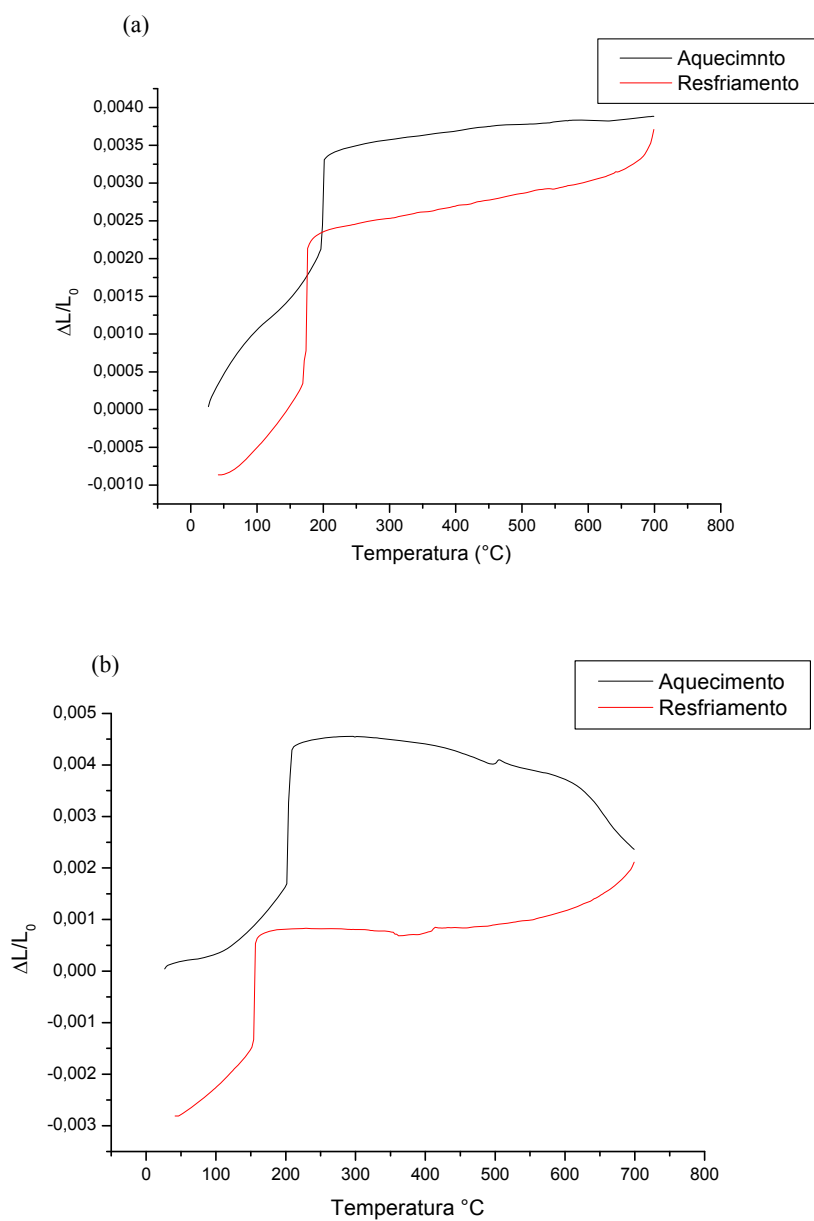 (a)
Aquecimnto
Resfriamento
0,0040
0,0035
0,0030
0,0025
0,0020
0,0015
0,0010
0,0005
0,0000
-0,0005
-0,0010
ΔL/L0
0 100 200 300 400 500 600 700 800
Temperatura (°C)
(b)
Aquecimento
Resfriamento
0,005
0,004
0,003
0,002
0,001
0,000
-0,001
-0,002
-0,003
ΔL/L0
0 100 200 300 400 500 600 700 800
Temperatura °C